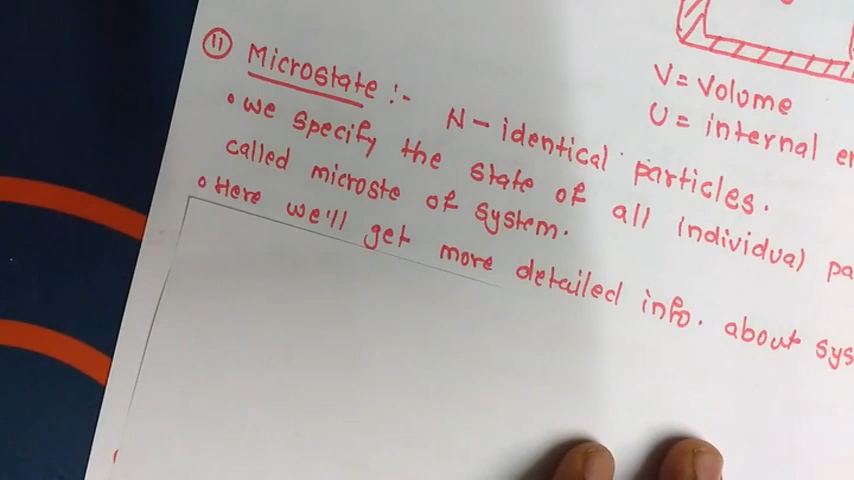 V = Volume
U = internal
⑪ Microstate :- N - identical particles.
• we specify the state of all individual
called microste of system.
• Here we'll get more detailed info. about